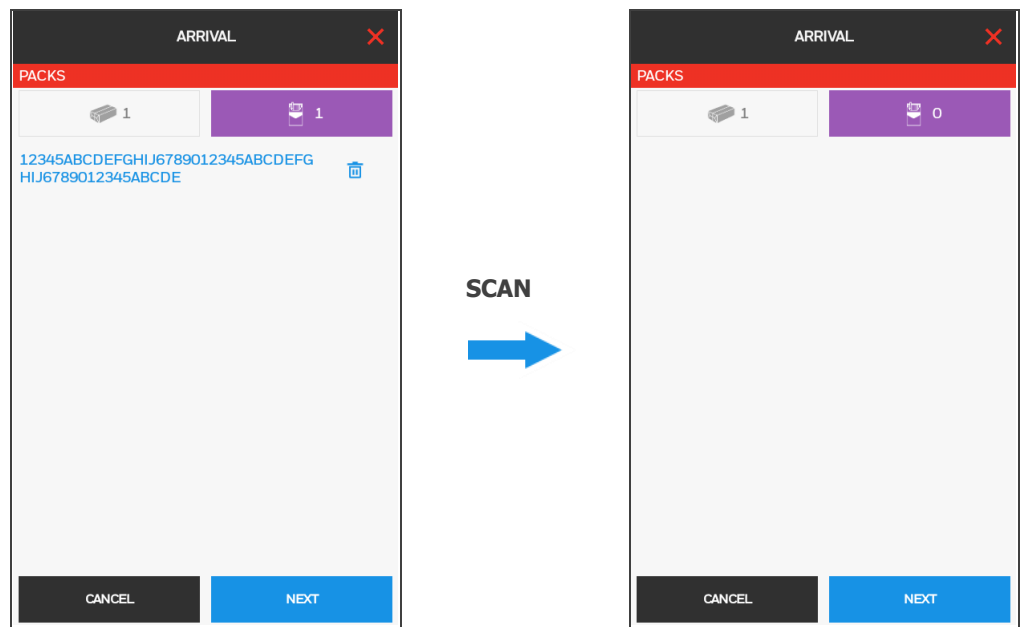 ARRIVAL
PACKS
1
1
12345ABCDEFGHIJ6789012345ABCDEFG
HIJ6789012345ABCDE
CANCEL
NEXT
SCAN
ARRIVAL
PACKS
1
0
CANCEL
NEXT